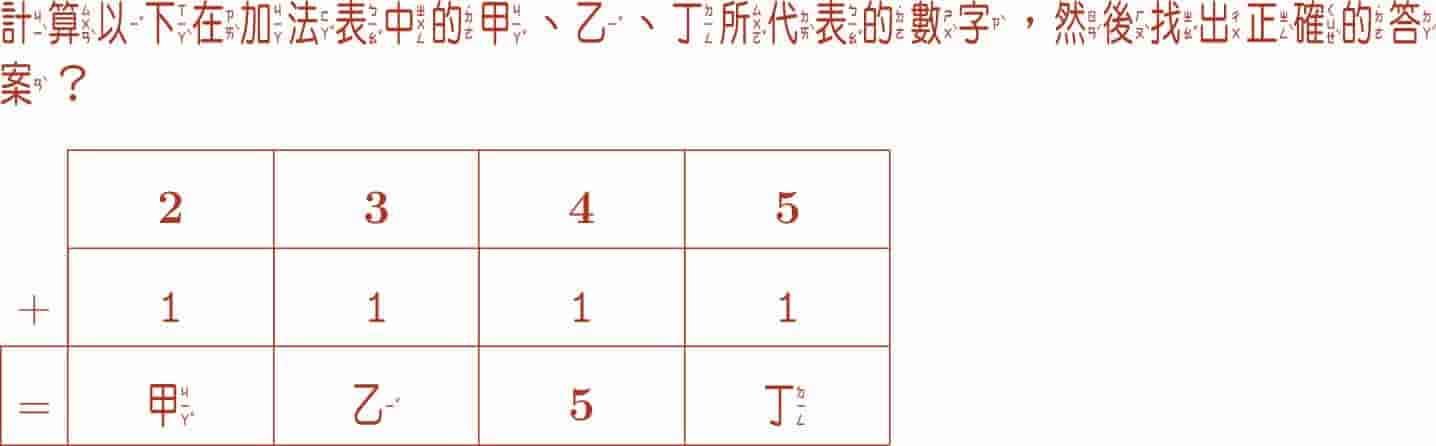 計算以下在加法表中的甲、乙、丁所代表的數字，然後找出正確的答
案？
2 3 4 5
+ 1 1 1 1
= 甲 乙 5 丁